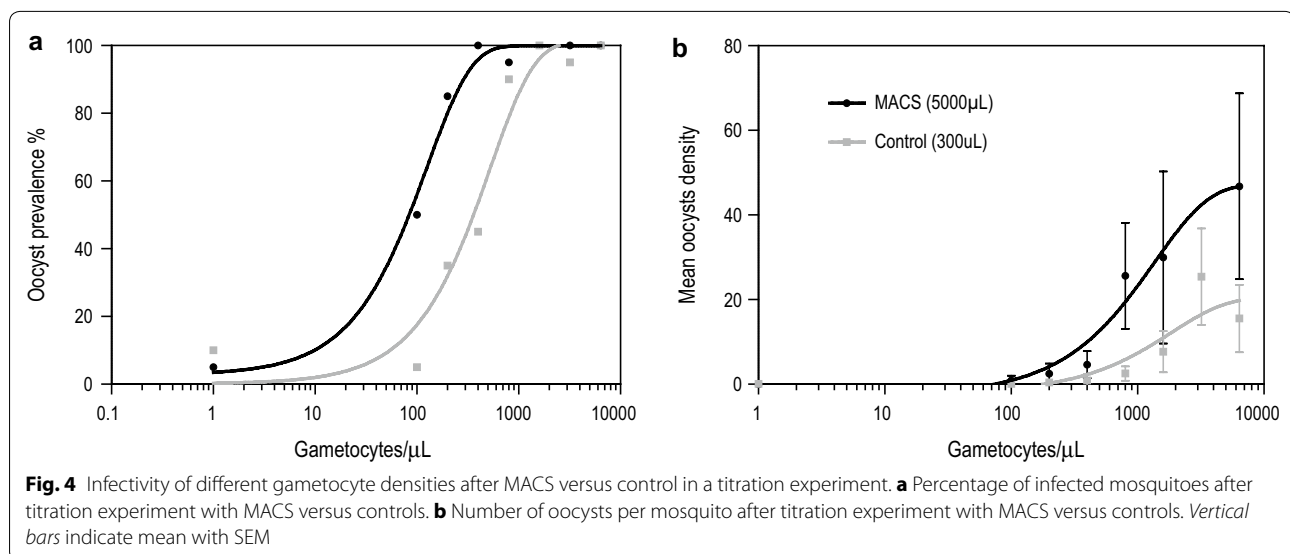 a
100
80
60
40
20
0
Oocyst prevalence %
0.1 1 10 100 1000 10000
Gametocytes/μL
b
80
60
40
20
0
Mean oocysts density
MACS (5000μL)
Control (300uL)
1 10 100 1000 10000
Gametocytes/μL
Fig. 4 Infectivity of different gametocyte densities after MACS versus control in a titration experiment. a Percentage of infected mosquitoes after
titration experiment with MACS versus controls. b Number of oocysts per mosquito after titration experiment with MACS versus controls. Vertical
bars indicate mean with SEM